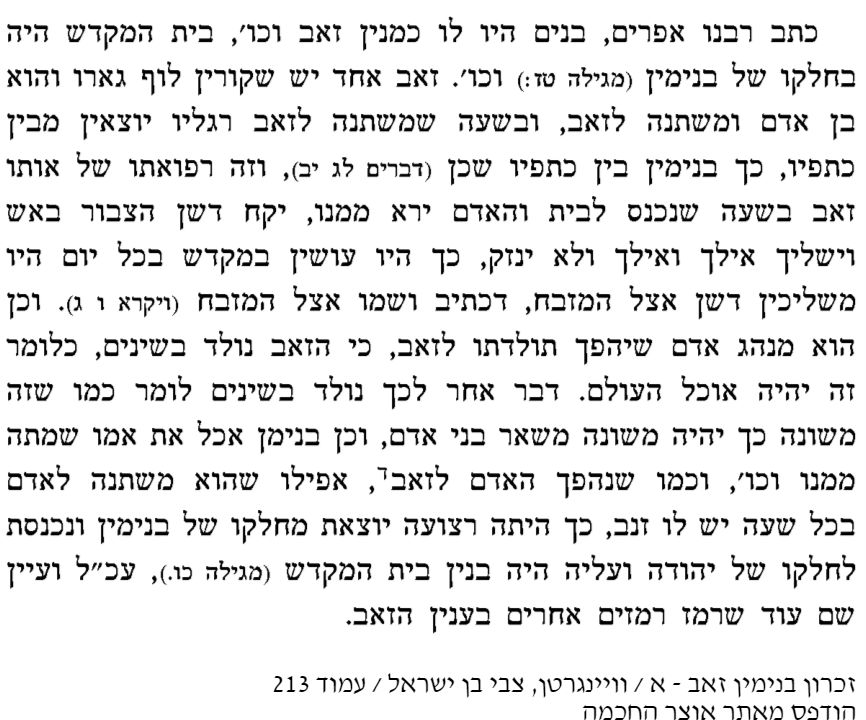 כתב רבנו אפרים, בנים היו לו כמנין זאב וכו', בית המקדש היה
בחלקו של בנימין (מגילה טז:) וכו'. זאב אחד יש שקורין לוף גארו והוא
בן אדם ומשתנה לזאב, ובשעה שמשתנה לזאב רגליו יוצאין מבין
כתפיו, כך בנימין בין כתפיו שכן (דברים לג יב), וזה רפואתו של אותו
זאב בשעה שנכנס לבית והאדם ירא ממנו, יקח דשן הצבור באש
וישליך אילך ואילך ולא ינזק, כך היו עושין במקדש בכל יום היו
משליכין דשן אצל המזבח, דכתיב ושמו אצל המזבח (ויקרא ו ג). וכן
הוא מנהג אדם שיהפך תולדתו לזאב, כי הזאב נולד בשינים, כלומר
זה יהיה אוכל העולם. דבר אחר לכך נולד בשינים לומר כמו שזה
משונה כך יהיה משונה משאר בני אדם, וכן בנימן אכל את אמו שמתה
ממנו וכו', וכמו שנהפך האדם לזאב⁠ד, אפילו שהוא משתנה לאדם
בכל שעה יש לו זנב, כך היתה רצועה יוצאת מחלקו של בנימין ונכנסת
לחלקו של יהודה ועליה היה בנין בית המקדש (מגילה כו.), עכ״ל ועיין
שם עוד שרמז רמזים אחרים בענין הזאב.
זכרון בנימין זאב - א / וויינגרטן, צבי בן ישראל / עמוד 213
הודפס מאתר אוצר החכמה